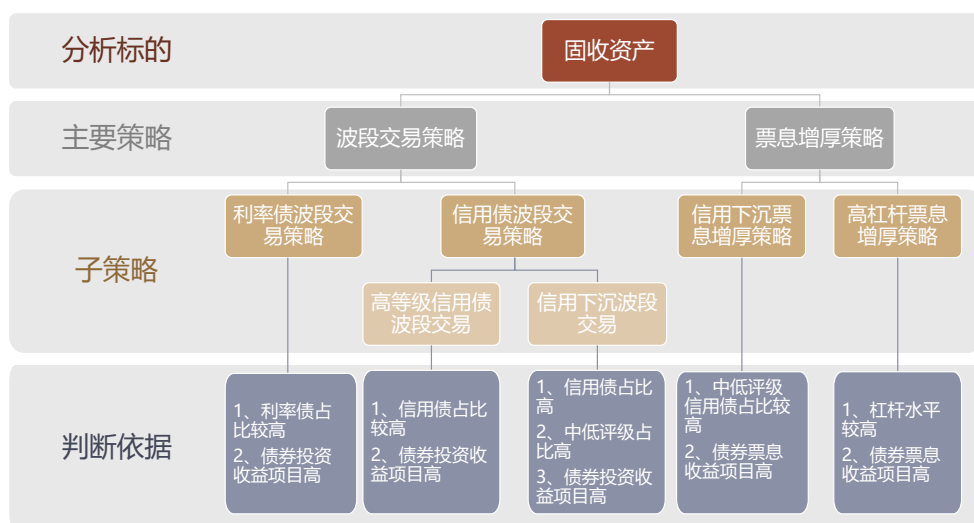 分析标的
固收资产
主要策略
波段交易策略
票息增厚策略
子策略
利率债波段交
易策略
信用债波段交
易策略
信用下沉票
息增厚策略
高杠杆票息
增厚策略
高等级信用债
波段交易
信用下沉波段
交易
判断依据
1、利率债占
比较高
2、债券投资
收益项目高
1、信用债占比
较高
2、债券投资收
益项目高
1、信用债占比
高
2、中低评级占
比高
3、债券投资收
益项目高
1、中低评级
信用债占比较
高
2、债券票息
收益项目高
1、杠杆水平
较高
2、债券票息
收益项目高